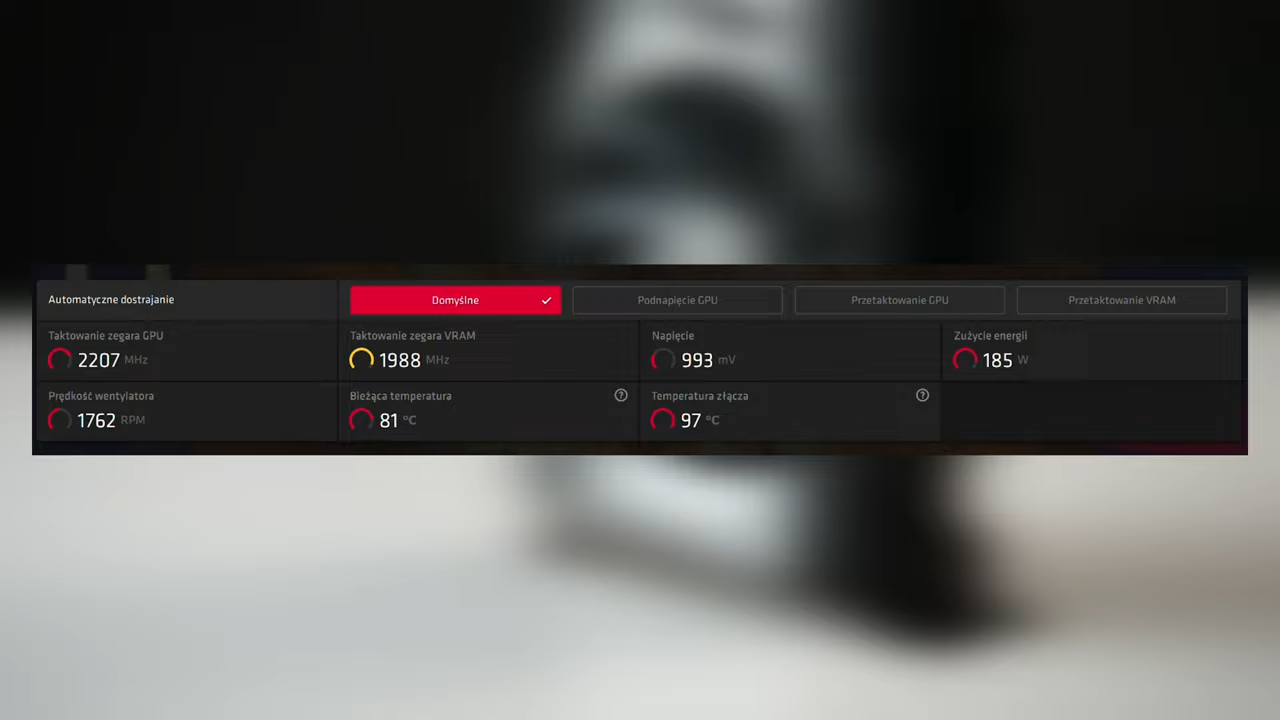 Automatyczne dostrajanie
Domyślne
Podnapięcie GPU
Przetaktowanie GPU
Przetaktowanie VRAM
Taktowanie zegara GPU
2207 MHz
Taktowanie zegara VRAM
1988 MHz
Napięcie
993 mV
Zużycie energii
185 W
Prędkość wentylatora
1762 RPM
Bieżąca temperatura
81 °C
Temperatura złącza
97 °C